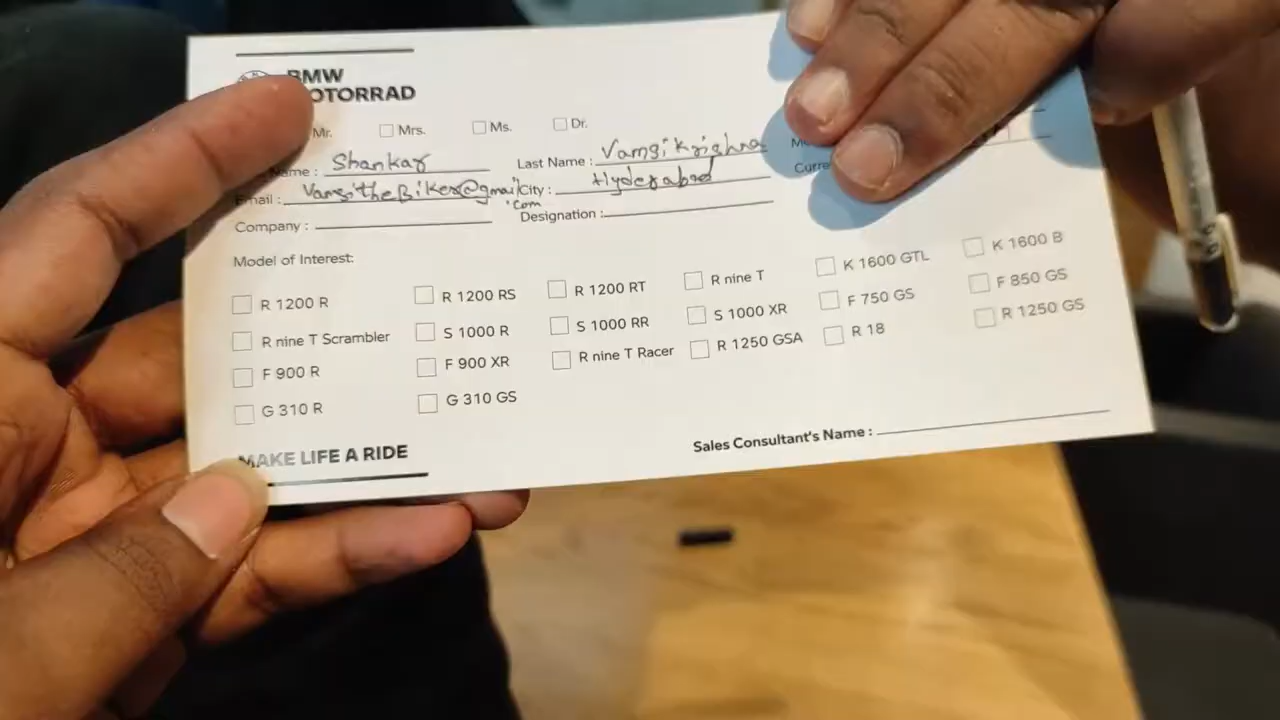 BMW
MOTORRAD
Mr. Mrs. Ms. Dr.
Name : Shankar Last Name : Vamsi Krishna
Email : VamsitheBiker@gmail.com City : Hyderabad
Company : Designation :
Model of Interest:
R 1200 R R 1200 RS R 1200 RT R nine T K 1600 GTL K 1600 B
R nine T Scrambler S 1000 R S 1000 RR S 1000 XR F 750 GS F 850 GS
F 900 R F 900 XR R nine T Racer R 1250 GSA R 18 R 1250 GS
G 310 R G 310 GS
MAKE LIFE A RIDE Sales Consultant's Name :